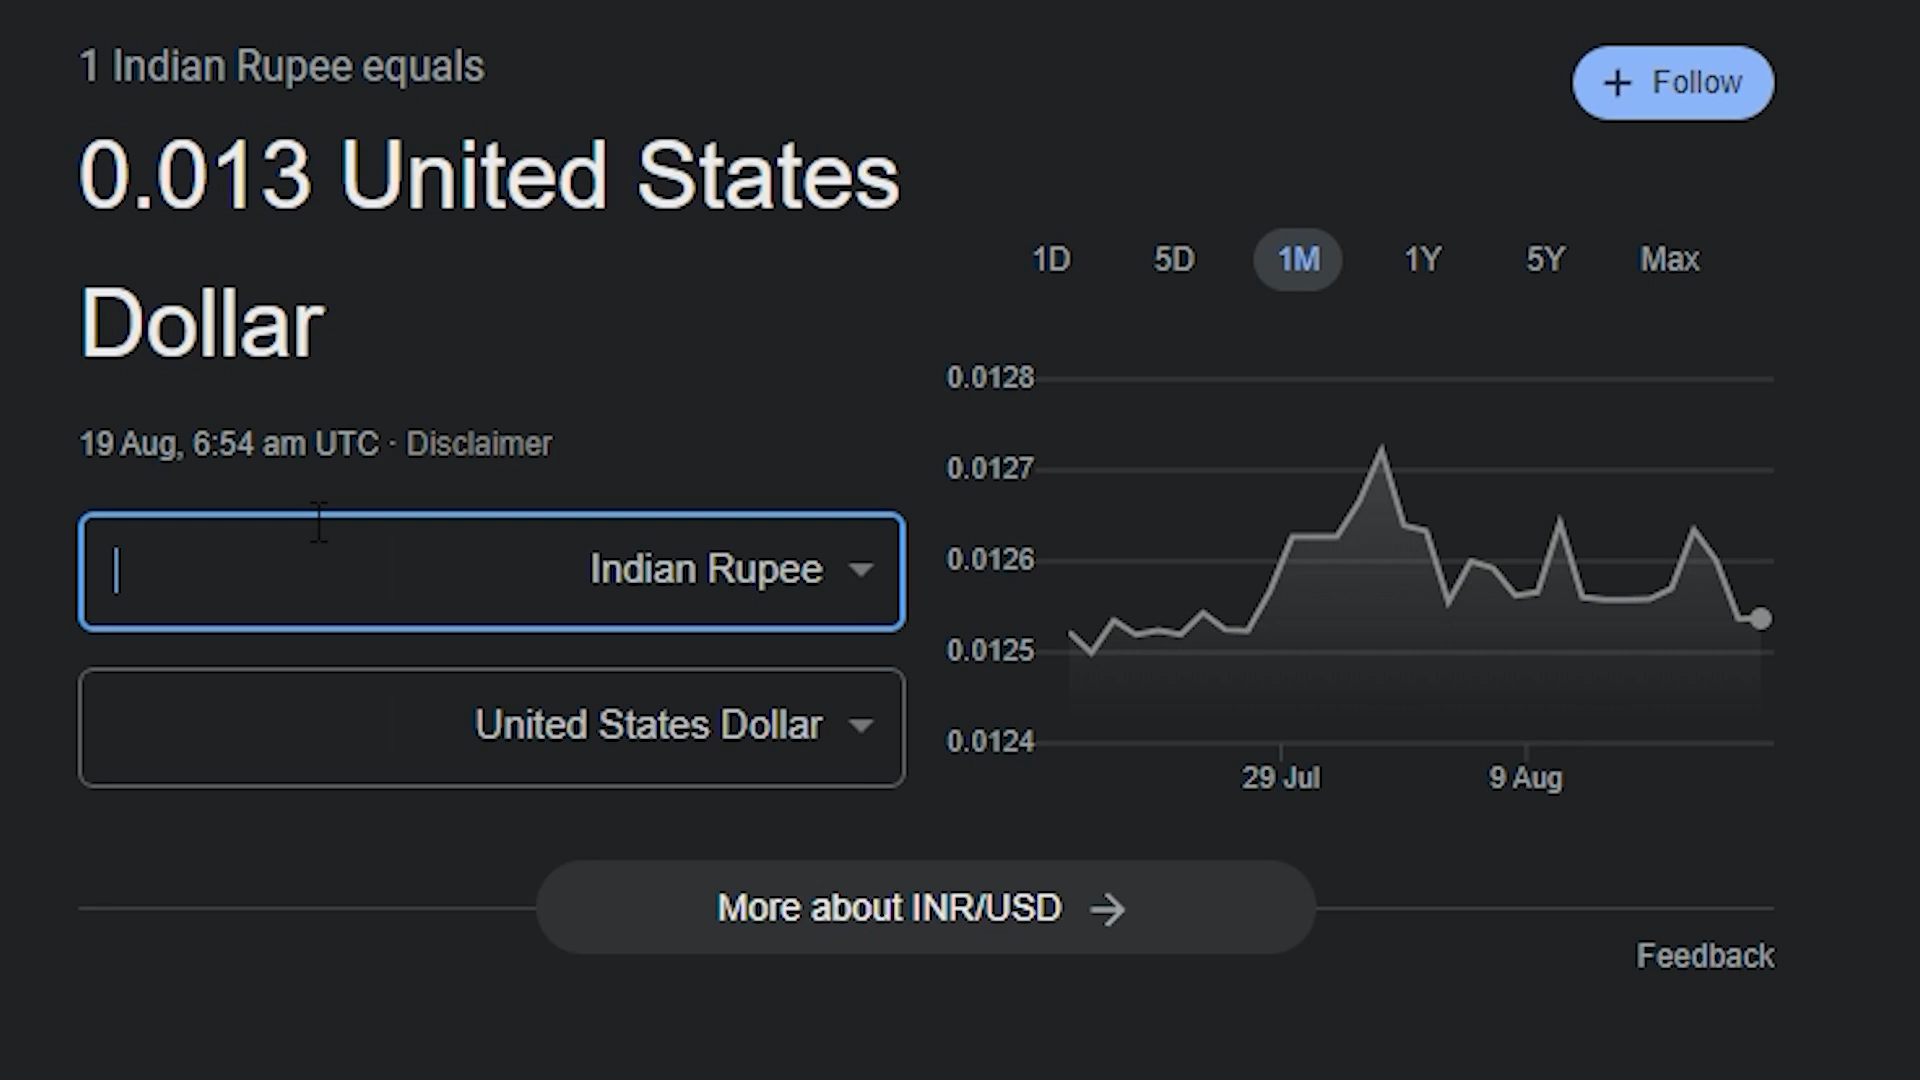 1 Indian Rupee equals
+ Follow
0.013 United States
Dollar
19 Aug, 6:54 am UTC · Disclaimer
Indian Rupee
United States Dollar
1D 5D 1M 1Y 5Y Max
0.0128
0.0127
0.0126
0.0125
0.0124
29 Jul 9 Aug
More about INR/USD →
Feedback